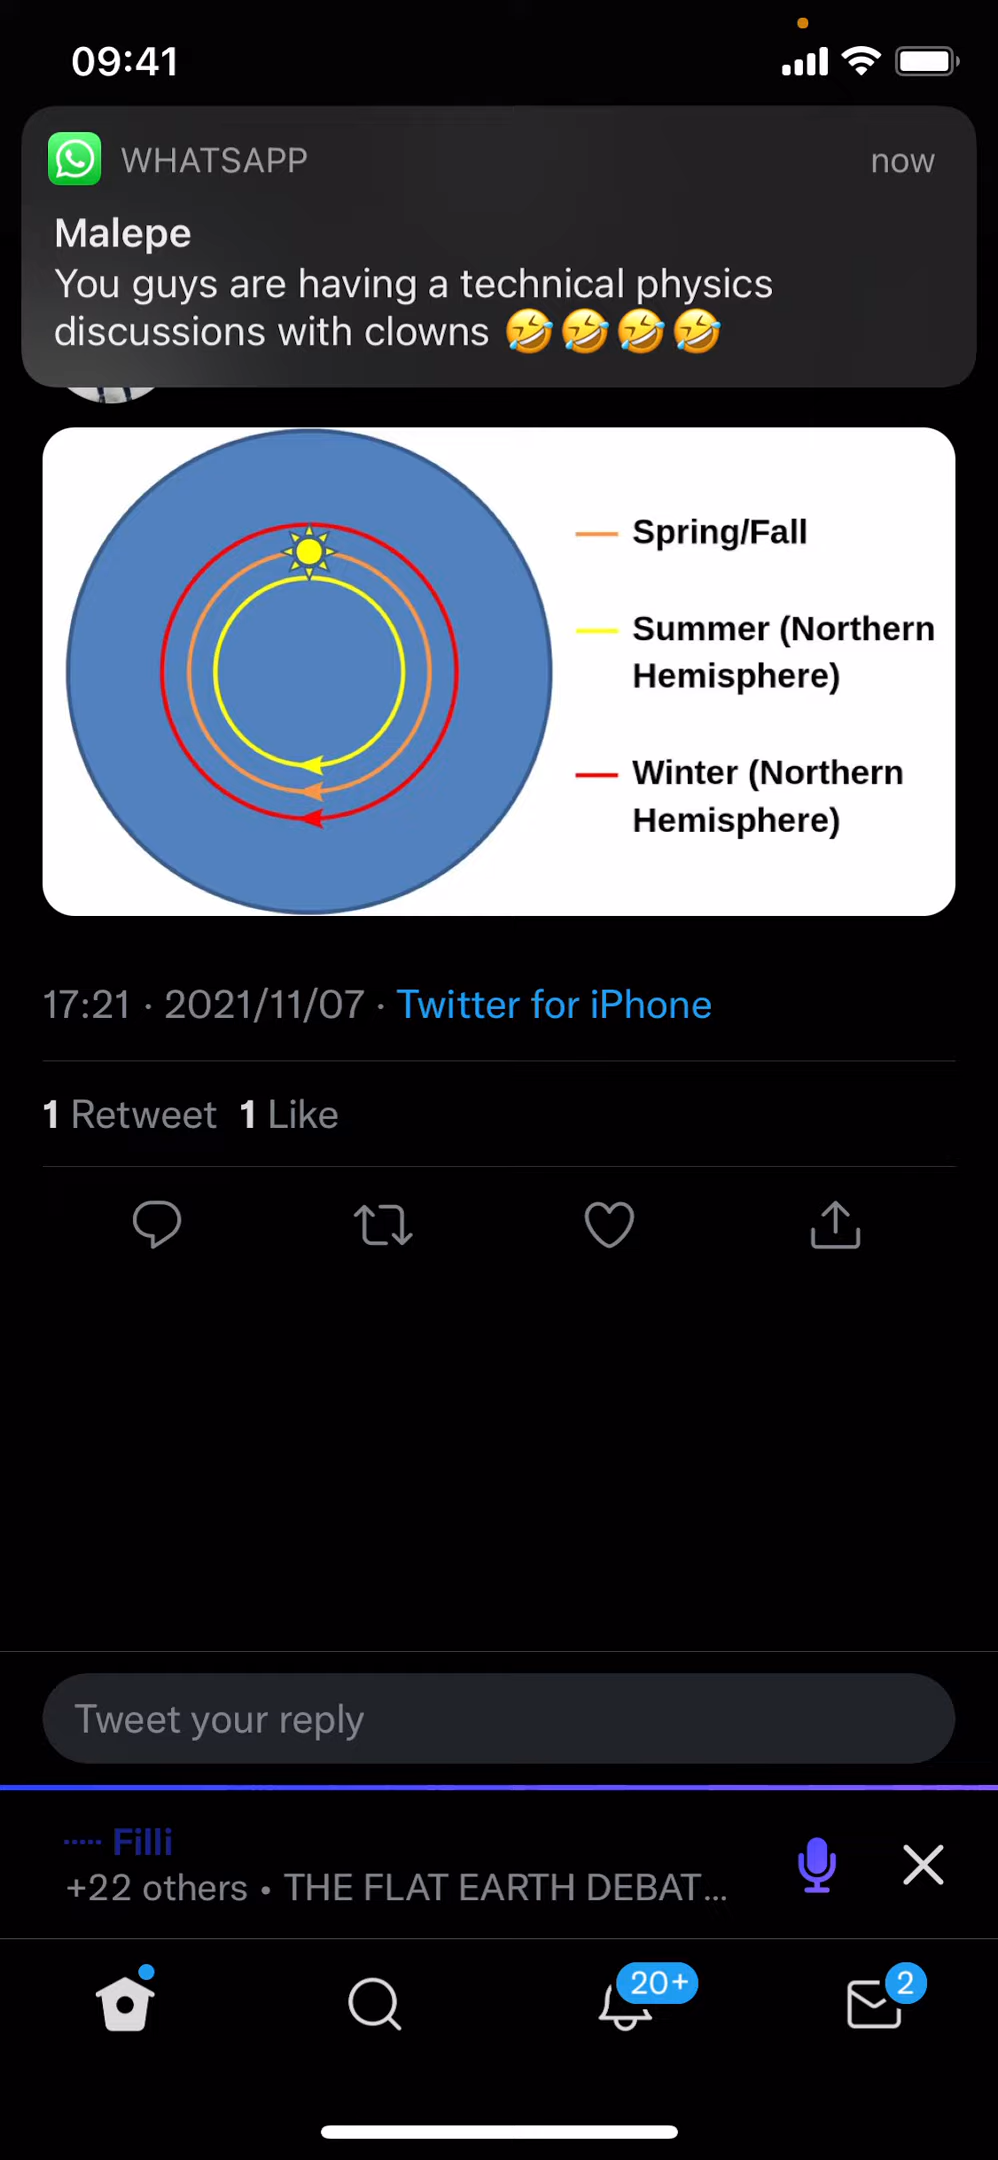 09:41
WHATSAPP now
Malepe
You guys are having a technical physics
discussions with clowns 🤣🤣🤣🤣
Spring/Fall
Summer (Northern
Hemisphere)
Winter (Northern
Hemisphere)
17:21 · 2021/11/07 · Twitter for iPhone
1 Retweet 1 Like
Tweet your reply
Filli
+22 others • THE FLAT EARTH DEBAT...
20+
2